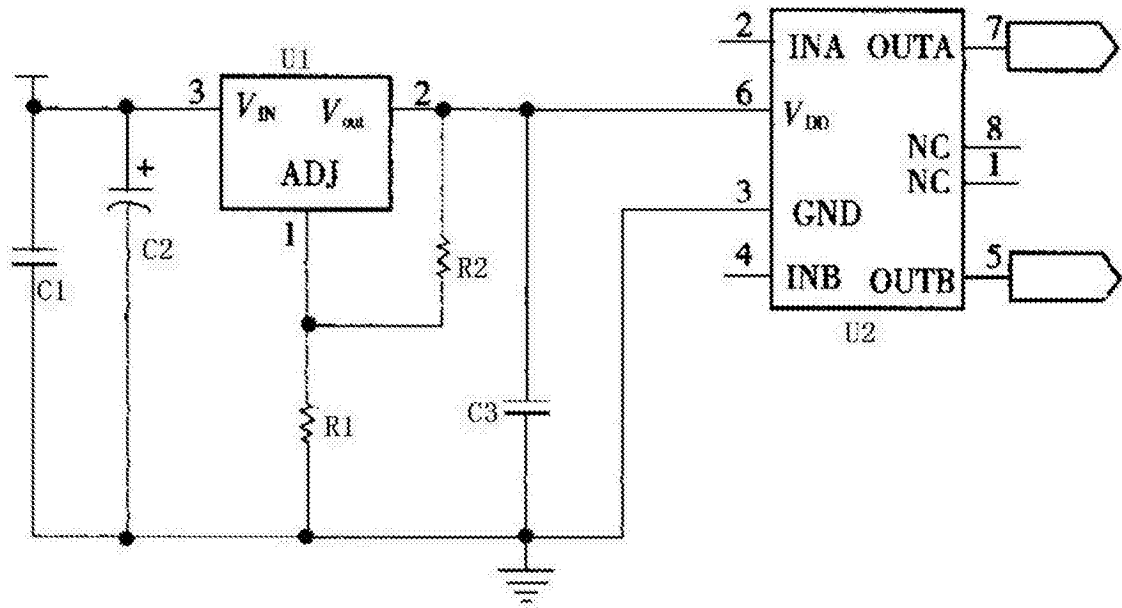 U1
3
V_IN
V_out
2
ADJ
1
+
C1
C2
R2
R1
C3
2
INA
OUTA
7
6
V_DD
NC
8
NC
1
3
GND
4
INB
OUTB
5
U2